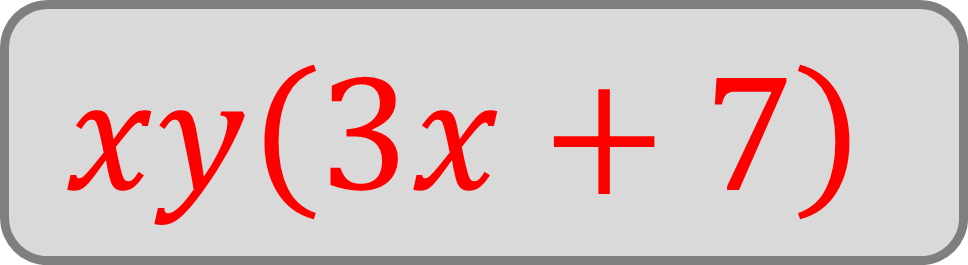 xy(3x + 7)